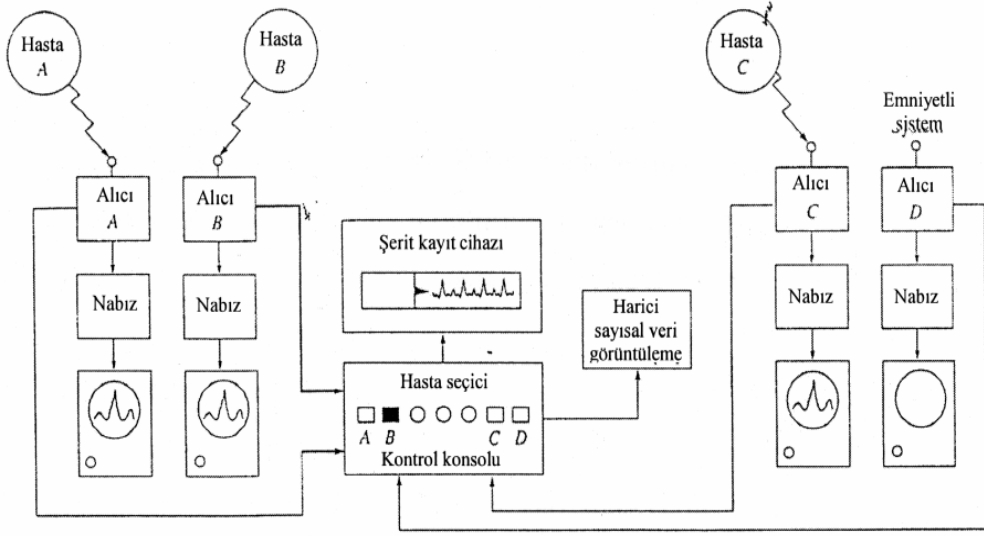 Hasta
A
Hasta
B
Hasta
C
Emniyetli
sistem
Alıcı
A
Alıcı
B
Alıcı
C
Alıcı
D
Şerit kayıt cihazı
Nabız
Nabız
Harici
sayısal veri
görüntüleme
Nabız
Nabız
Hasta seçici
A B C D
Kontrol konsolu